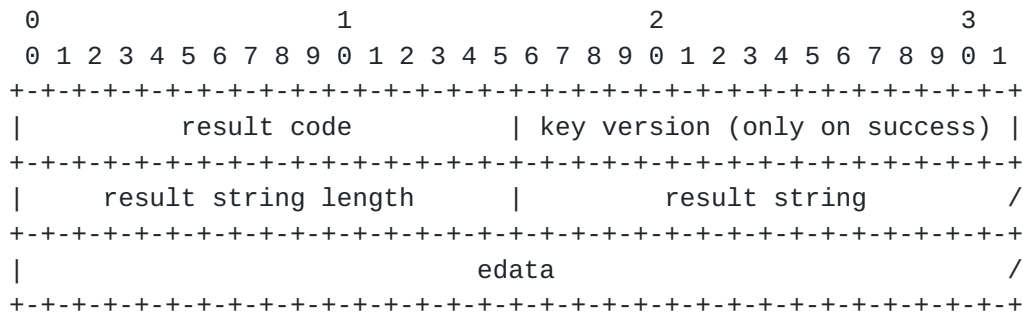 0                   1                   2                   3
 0 1 2 3 4 5 6 7 8 9 0 1 2 3 4 5 6 7 8 9 0 1 2 3 4 5 6 7 8 9 0 1
+-+-+-+-+-+-+-+-+-+-+-+-+-+-+-+-+-+-+-+-+-+-+-+-+-+-+-+-+-+-+-+-+
|          result code          | key version (only on success) |
+-+-+-+-+-+-+-+-+-+-+-+-+-+-+-+-+-+-+-+-+-+-+-+-+-+-+-+-+-+-+-+-+
|     result string length      |         result string         /
+-+-+-+-+-+-+-+-+-+-+-+-+-+-+-+-+-+-+-+-+-+-+-+-+-+-+-+-+-+-+-+-+
|                             edata                             /
+-+-+-+-+-+-+-+-+-+-+-+-+-+-+-+-+-+-+-+-+-+-+-+-+-+-+-+-+-+-+-+-+